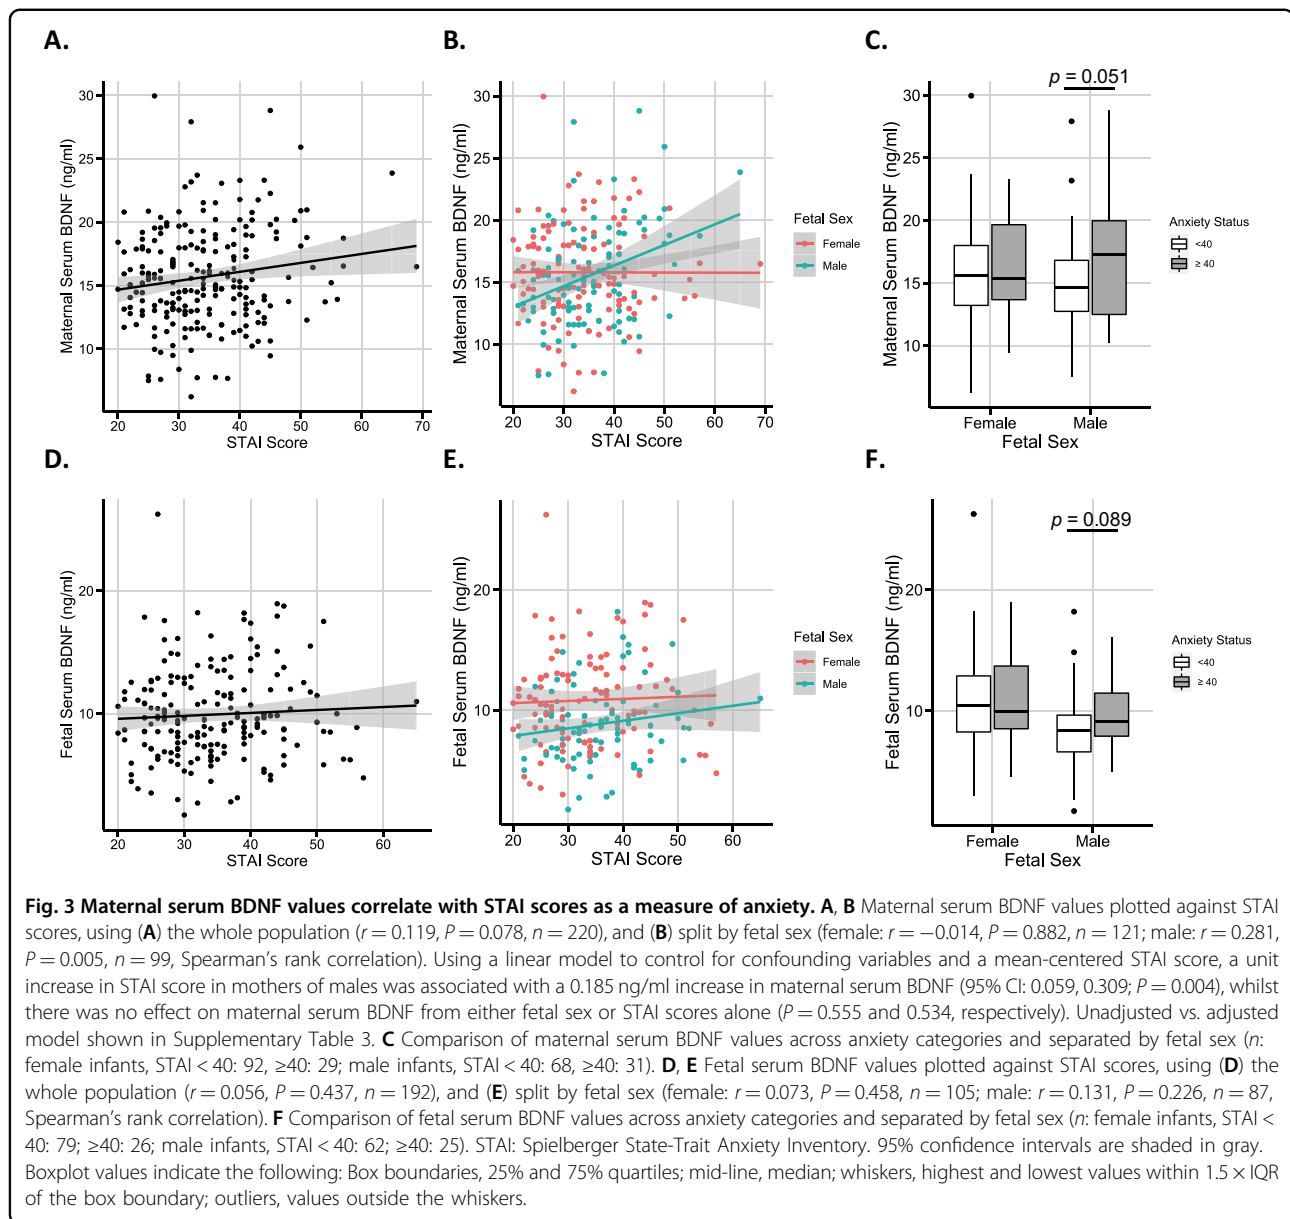 A.
B.
C.
Maternal Serum BDNF (ng/ml)
30
25
20
15
10
20 30 40 50 60 70
STAI Score
Maternal Serum BDNF (ng/ml)
30
25
20
15
10
20 30 40 50 60 70
STAI Score
Fetal Sex
Female
Male
p = 0.051
Maternal Serum BDNF (ng/ml)
30
25
20
15
10
Female Male
Fetal Sex
Anxiety Status
<40
≥ 40
D.
E.
F.
Fetal Serum BDNF (ng/ml)
20
10
20 30 40 50 60
STAI Score
Fetal Serum BDNF (ng/ml)
20
10
20 30 40 50 60
STAI Score
Fetal Sex
Female
Male
p = 0.089
Fetal Serum BDNF (ng/ml)
20
10
Female Male
Fetal Sex
Anxiety Status
<40
≥ 40
Fig. 3 Maternal serum BDNF values correlate with STAI scores as a measure of anxiety. A, B Maternal serum BDNF values plotted against STAI
scores, using (A) the whole population (r = 0.119, P = 0.078, n = 220), and (B) split by fetal sex (female: r = −0.014, P = 0.882, n = 121; male: r = 0.281,
P = 0.005, n = 99, Spearman's rank correlation). Using a linear model to control for confounding variables and a mean-centered STAI score, a unit
increase in STAI score in mothers of males was associated with a 0.185 ng/ml increase in maternal serum BDNF (95% CI: 0.059, 0.309; P = 0.004), whilst
there was no effect on maternal serum BDNF from either fetal sex or STAI scores alone (P = 0.555 and 0.534, respectively). Unadjusted vs. adjusted
model shown in Supplementary Table 3. C Comparison of maternal serum BDNF values across anxiety categories and separated by fetal sex (n:
female infants, STAI < 40: 92, ≥40: 29; male infants, STAI < 40: 68, ≥40: 31). D, E Fetal serum BDNF values plotted against STAI scores, using (D) the
whole population (r = 0.056, P = 0.437, n = 192), and (E) split by fetal sex (female: r = 0.073, P = 0.458, n = 105; male: r = 0.131, P = 0.226, n = 87,
Spearman's rank correlation). F Comparison of fetal serum BDNF values across anxiety categories and separated by fetal sex (n: female infants, STAI <
40: 79; ≥40: 26; male infants, STAI < 40: 62; ≥40: 25). STAI: Spielberger State-Trait Anxiety Inventory. 95% confidence intervals are shaded in gray.
Boxplot values indicate the following: Box boundaries, 25% and 75% quartiles; mid-line, median; whiskers, highest and lowest values within 1.5 × IQR
of the box boundary; outliers, values outside the whiskers.